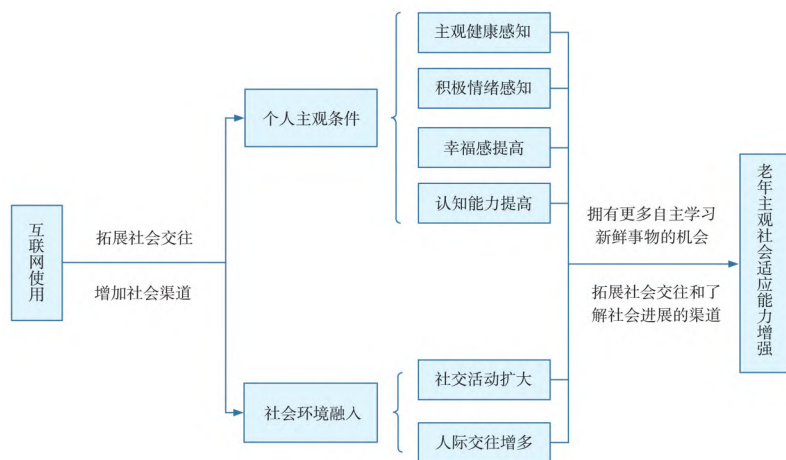 互联网使用
拓展社会交往
增加社会渠道
个人主观条件
主观健康感知
积极情绪感知
幸福感提高
认知能力提高
社会环境融入
社交活动扩大
人际交往增多
拥有更多自主学习
新鲜事物的机会
拓展社会交往和了
解社会进展的渠道
老年主观社会适应能力增强